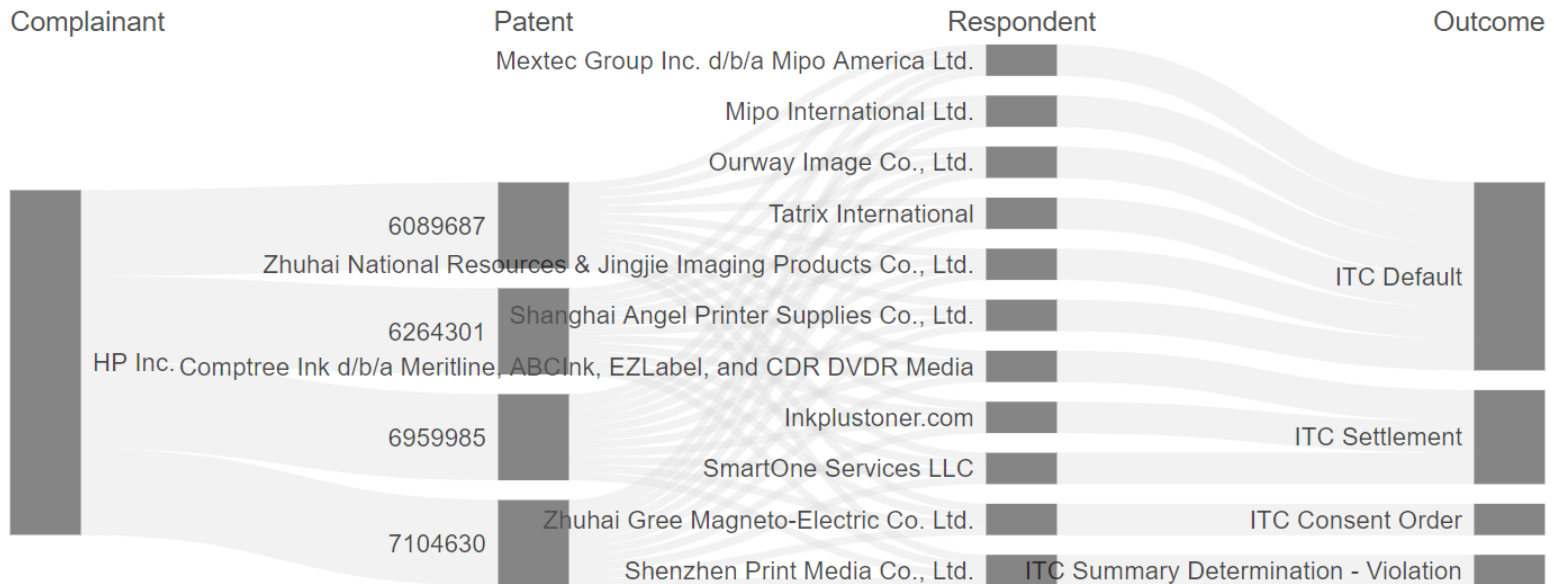 Complainant
Patent
Respondent
Outcome
Mextec Group Inc. d/b/a Mipo America Ltd.
Mipo International Ltd.
Ourway Image Co., Ltd.
Tatrix International
6089687
Zhuhai National Resources & Jingjie Imaging Products Co., Ltd.
ITC Default
Shanghai Angel Printer Supplies Co., Ltd.
6264301
HP Inc.
Comptree Ink d/b/a Meritline, ABCInk, EZLabel, and CDR DVDR Media
Inkplustoner.com
6959985
ITC Settlement
SmartOne Services LLC
Zhuhai Gree Magneto-Electric Co. Ltd.
ITC Consent Order
7104630
Shenzhen Print Media Co., Ltd.
ITC Summary Determination - Violation